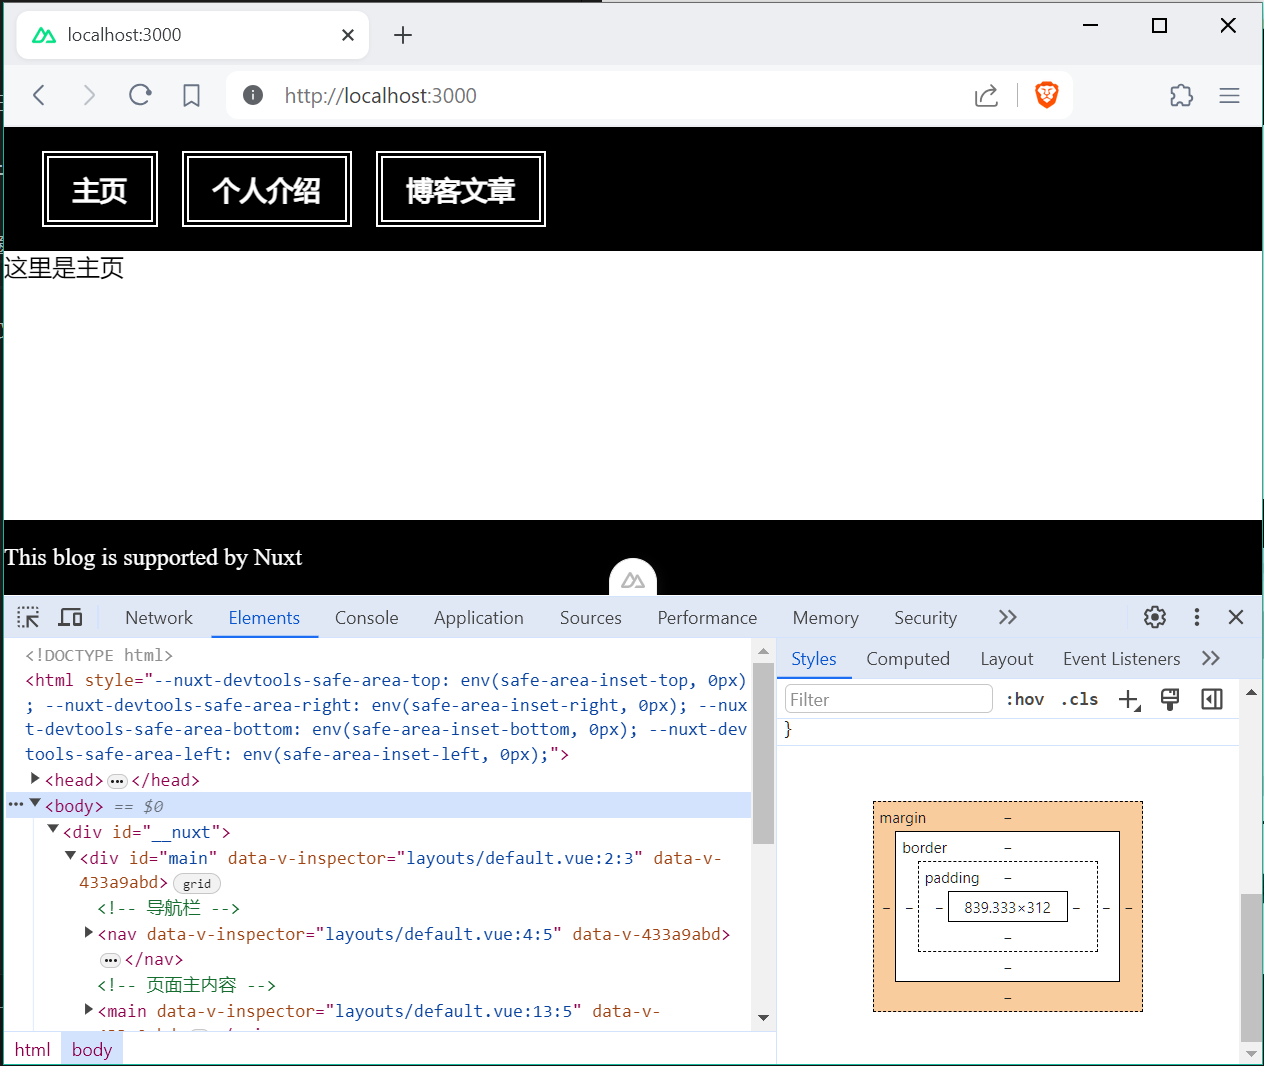 localhost:3000
http://localhost:3000
主页 个人介绍 博客文章
这里是主页
This blog is supported by Nuxt
Network Elements Console Application Sources Performance Memory Security
<!DOCTYPE html>
<html style="--nuxt-devtools-safe-area-top: env(safe-area-inset-top, 0px)
; --nuxt-devtools-safe-area-right: env(safe-area-inset-right, 0px); --nux
t-devtools-safe-area-bottom: env(safe-area-inset-bottom, 0px); --nuxt-dev
tools-safe-area-left: env(safe-area-inset-left, 0px);">
<head> ••• </head>
••• <body> == $0
<div id="__nuxt">
<div id="main" data-v-inspector="layouts/default.vue:2:3" data-v-
433a9abd> grid
<!-- 导航栏 -->
<nav data-v-inspector="layouts/default.vue:4:5" data-v-433a9abd>
••• </nav>
<!-- 页面主内容 -->
<main data-v-inspector="layouts/default.vue:13:5" data-v-
html body
Styles Computed Layout Event Listeners
Filter :hov .cls
}
margin –
border –
padding –
– – – 839.333×312 – – –
–
–
–